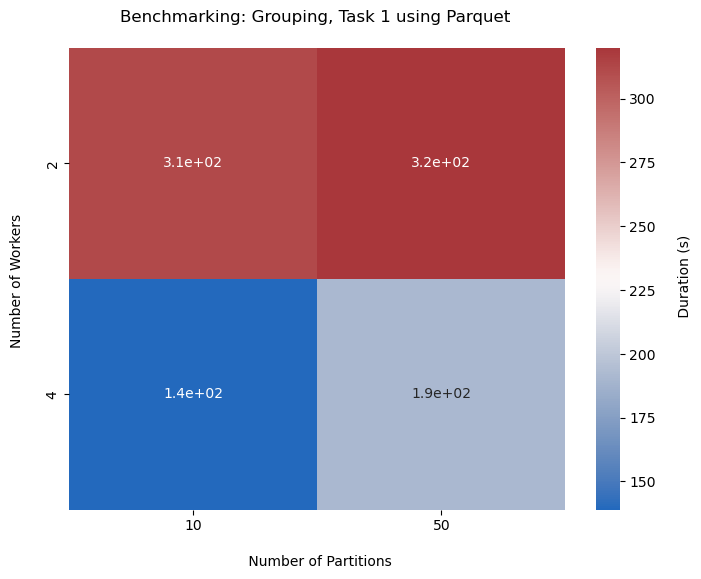 Benchmarking: Grouping, Task 1 using Parquet
Number of Workers
2
4
3.1e+02
3.2e+02
1.4e+02
1.9e+02
10
50
Number of Partitions
300
275
250
225
200
175
150
Duration (s)